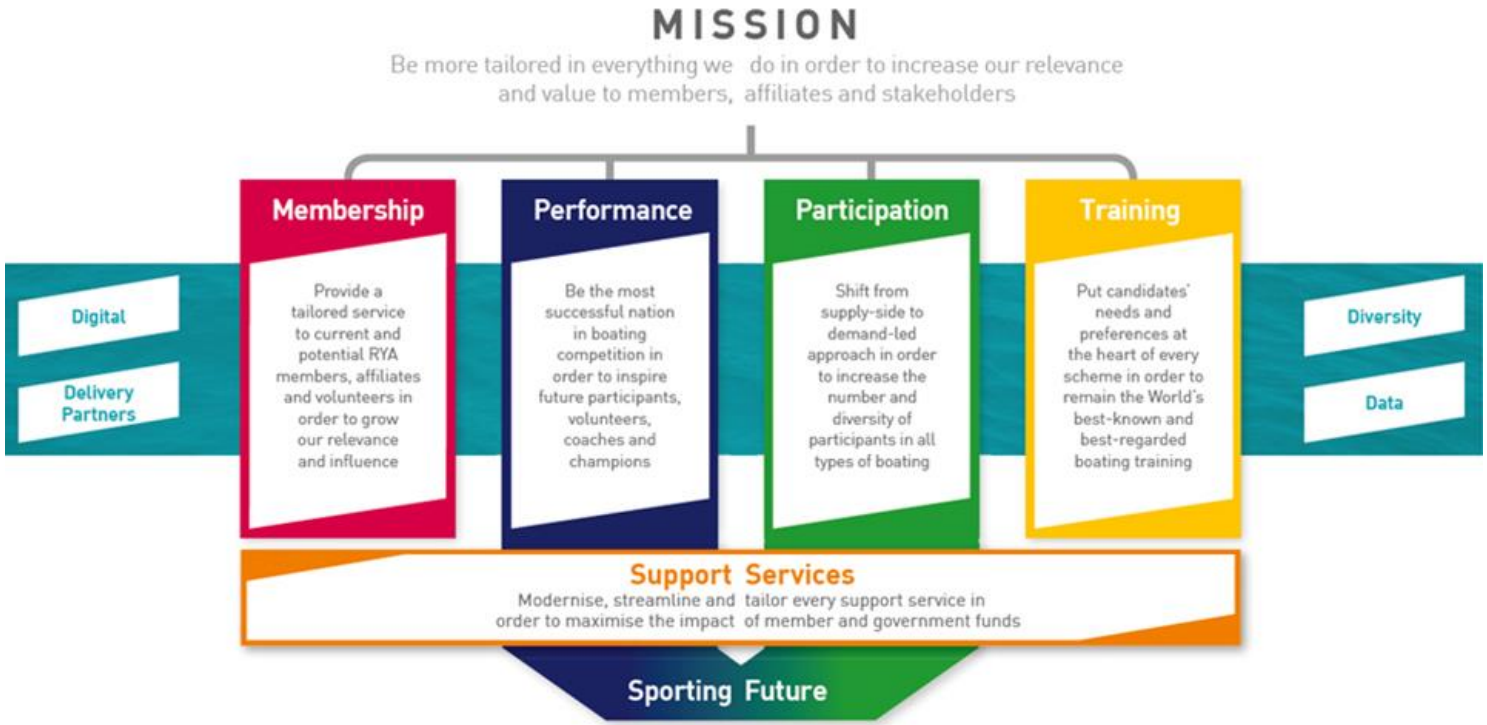 MISSION
Be more tailored in everything we do in order to increase our relevance
and value to members, affiliates and stakeholders
Membership
Provide a
tailored service
to current and
potential RYA
members, affiliates
and volunteers in
order to grow
our relevance
and influence
Performance
Be the most
successful nation
in boating
competition in
order to inspire
future participants,
volunteers,
coaches and
champions
Participation
Shift from
supply-side to
demand-led
approach in order
to increase the
number and
diversity of
participants in all
types of boating
Training
Put candidates'
needs and
preferences at
the heart of every
scheme in order to
remain the World's
best-known and
best-regarded
boating training
Digital
Delivery
Partners
Diversity
Data
Support Services
Modernise, streamline and tailor every support service in
order to maximise the impact of member and government funds
Sporting Future